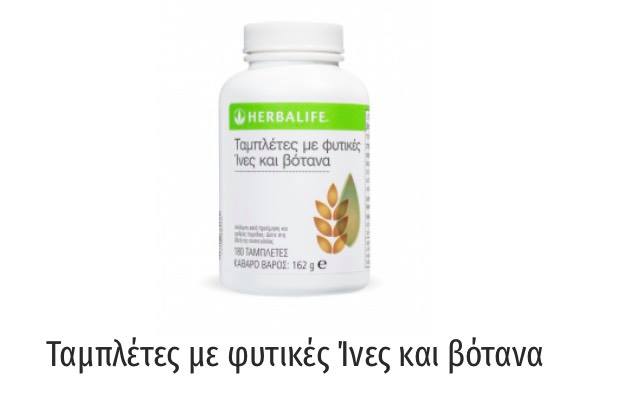 HERBALIFE.
Ταμπλέτες με φυτικές
Ίνες και βότανα
180 ΤΑΜΠΛΕΤΕΣ
ΚΑΘΑΡΟ ΒΑΡΟΣ: 162 g e
Ταμπλέτες με φυτικές Ίνες και βότανα